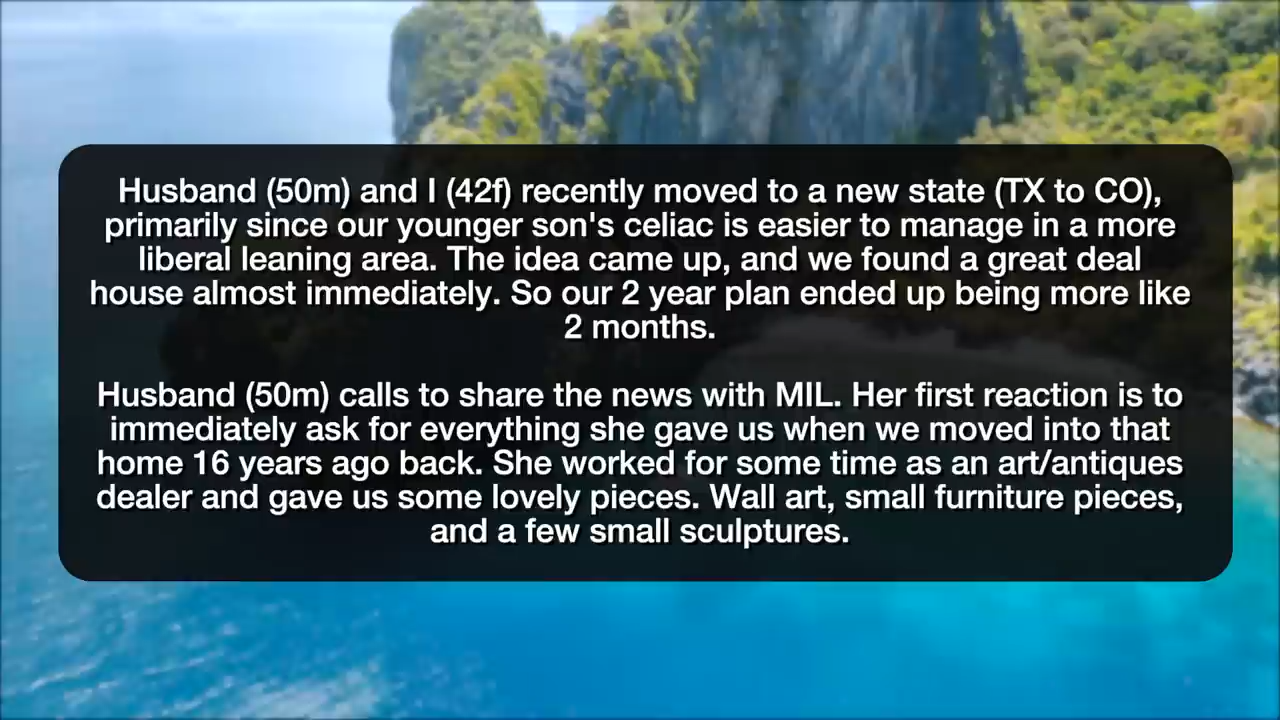 Husband (50m) and I (42f) recently moved to a new state (TX to CO),
primarily since our younger son's celiac is easier to manage in a more
liberal leaning area. The idea came up, and we found a great deal
house almost immediately. So our 2 year plan ended up being more like
2 months.
Husband (50m) calls to share the news with MIL. Her first reaction is to
immediately ask for everything she gave us when we moved into that
home 16 years ago back. She worked for some time as an art/antiques
dealer and gave us some lovely pieces. Wall art, small furniture pieces,
and a few small sculptures.